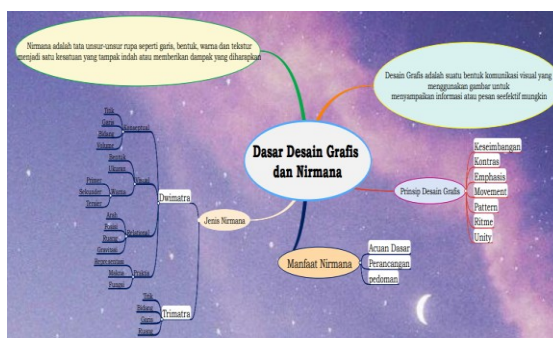 Nirmana adalah tata unsur-unsur rupa seperti garis, bentuk, warna dan tekstur
menjadi satu kesatuan yang tampak indah atau memberikan dampak yang diharapkan
Desain Grafis adalah suatu bentuk komunikasi visual yang
menggunakan gambar untuk
menyampaikan informasi atau pesan seefektif mungkin
Dasar Desain Grafis
dan Nirmana
Prinsip Desain Grafis
Keseimbangan
Kontras
Emphasis
Movement
Pattern
Ritme
Unity
Manfaat Nirmana
Acuan Dasar
Perancangan
pedoman
Jenis Nirmana
Dwimatra
Konseptual
Titik
Garis
Bidang
Volume
Visual
Bentuk
Ukuran
Warna
Primer
Sekunder
Tersier
Relasional
Arah
Posisi
Ruang
Gravitasi
Praktis
Representasi
Makna
Fungsi
Trimatra
Titik
Bidang
Garis
Ruang